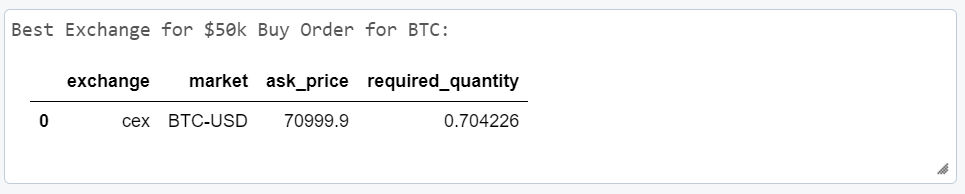 Best Exchange for $50k Buy Order for BTC:
exchange market ask_price required_quantity
0 cex BTC-USD 70999.9 0.704226